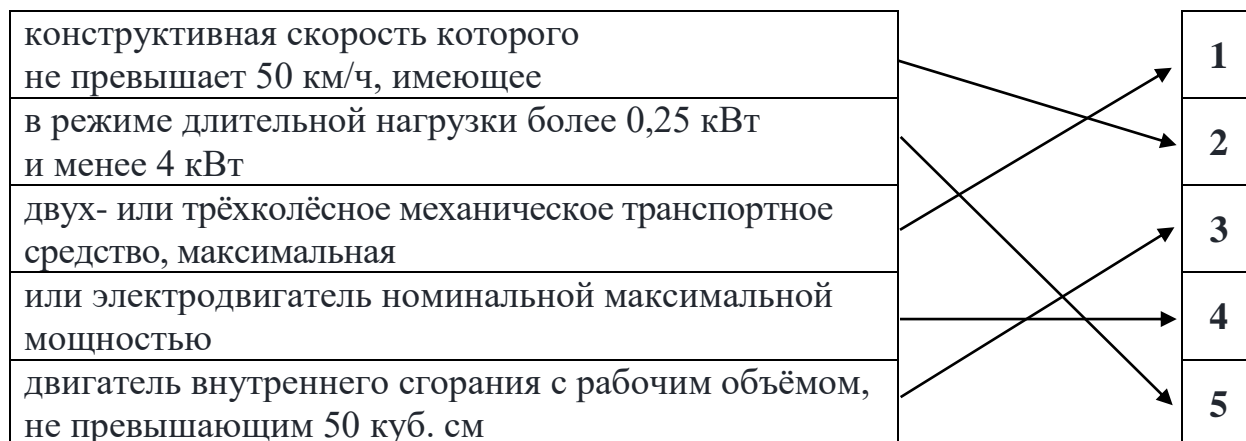 конструктивная скорость которого
не превышает 50 км/ч, имеющее
1
в режиме длительной нагрузки более 0,25 кВт
и менее 4 кВт
2
двух- или трёхколёсное механическое транспортное
средство, максимальная
3
или электродвигатель номинальной максимальной
мощностью
4
двигатель внутреннего сгорания с рабочим объёмом,
не превышающим 50 куб. см
5